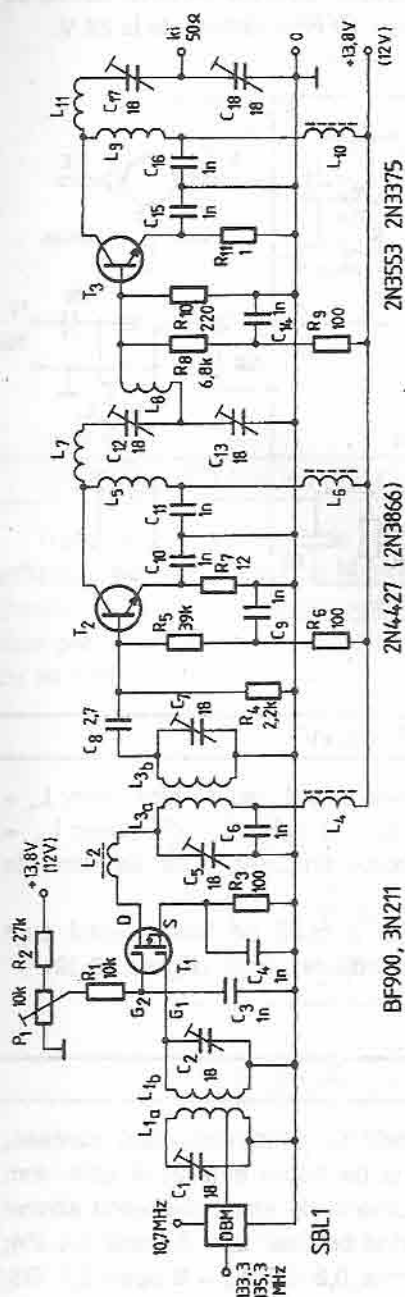 10,7MHz
133.3
135,3
MHz
DBM
SBL1
C1
18
L1a
L1b
C2
18
P1
10k
R2 27k
+13,8V
(12V)
R1
10k
G2
G1
D
S
T1
C3
1n
C4
1n
R3
100
L2
C5
18
L3a
L3b
C6
1n
L4
BF900, 3N211
C7
18
C8
2,7
R4
2,2k
T2
R5
39k
C9
1n
R6
100
R7
12
C10
1n
C11
1n
L5
L6
L7
2N4427 (2N3866)
C12
18
C13
18
L8
R8
6,8k
R10
220
C14
1n
R9
100
T3
R11
1
C15
1n
C16
1n
L9
L10
L11
2N3553 2N3375
C17
18
C18
18
ki
50Ω
0
+13,8V
(12V)